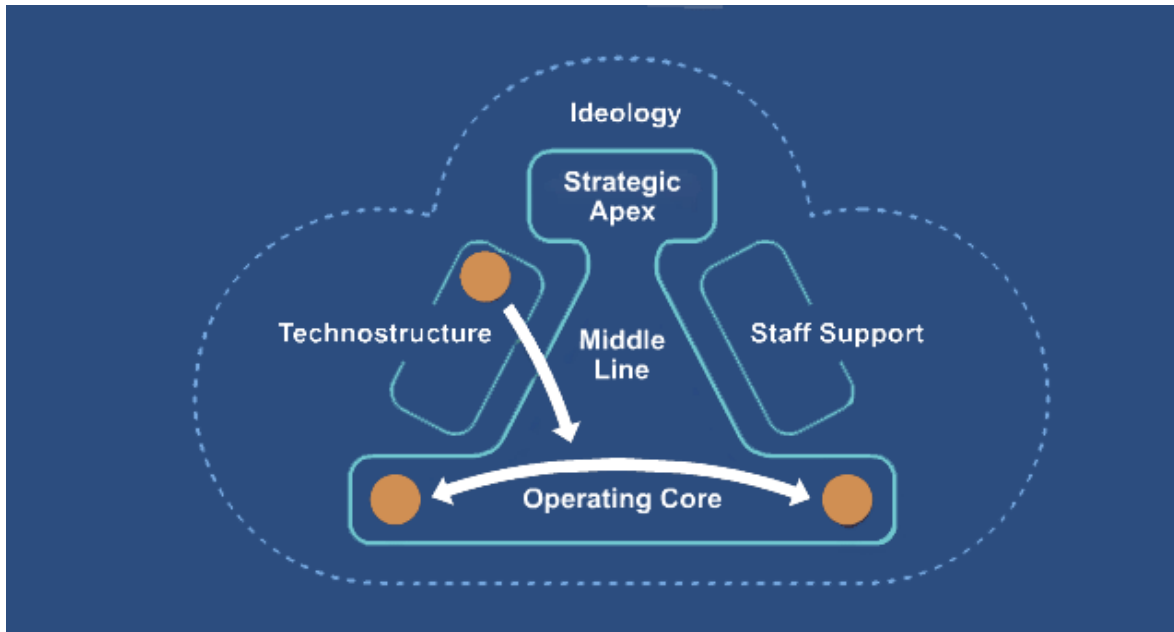 Ideology
Strategic
Apex
Technostructure
Middle
Line
Staff Support
Operating Core